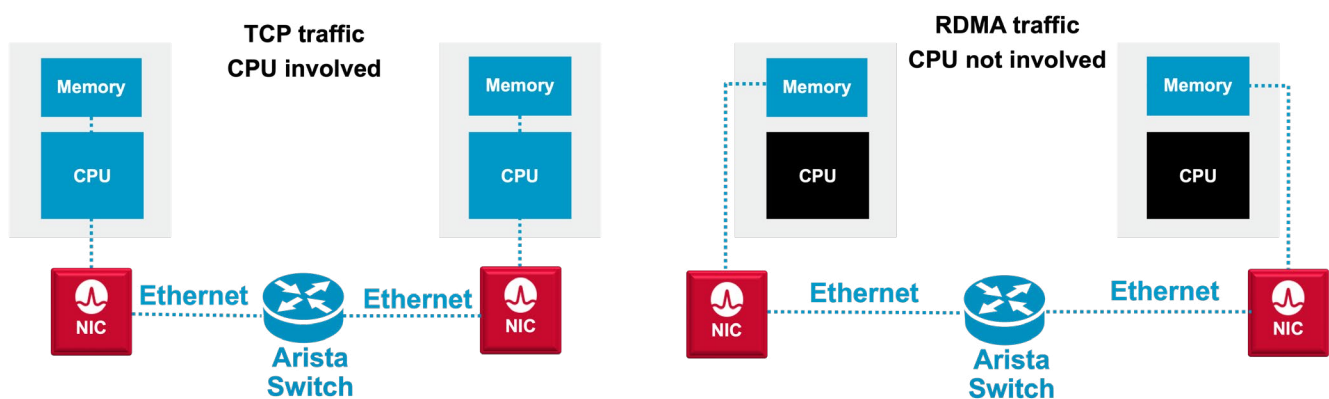 TCP traffic
CPU involved
Memory
CPU
NIC
Ethernet
Arista
Switch
Ethernet
Memory
CPU
NIC
RDMA traffic
CPU not involved
Memory
CPU
NIC
Ethernet
Arista
Switch
Ethernet
Memory
CPU
NIC